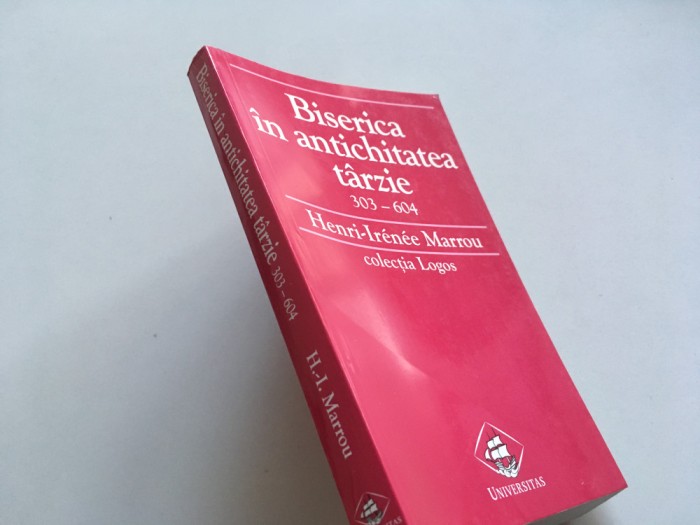 Biserica
în antichitatea
târzie
303 – 604
Henri-Irénée Marrou
colecția Logos
UNIVERSITAS
Biserica în antichitatea târzie 303 – 604
H.-I. Marrou